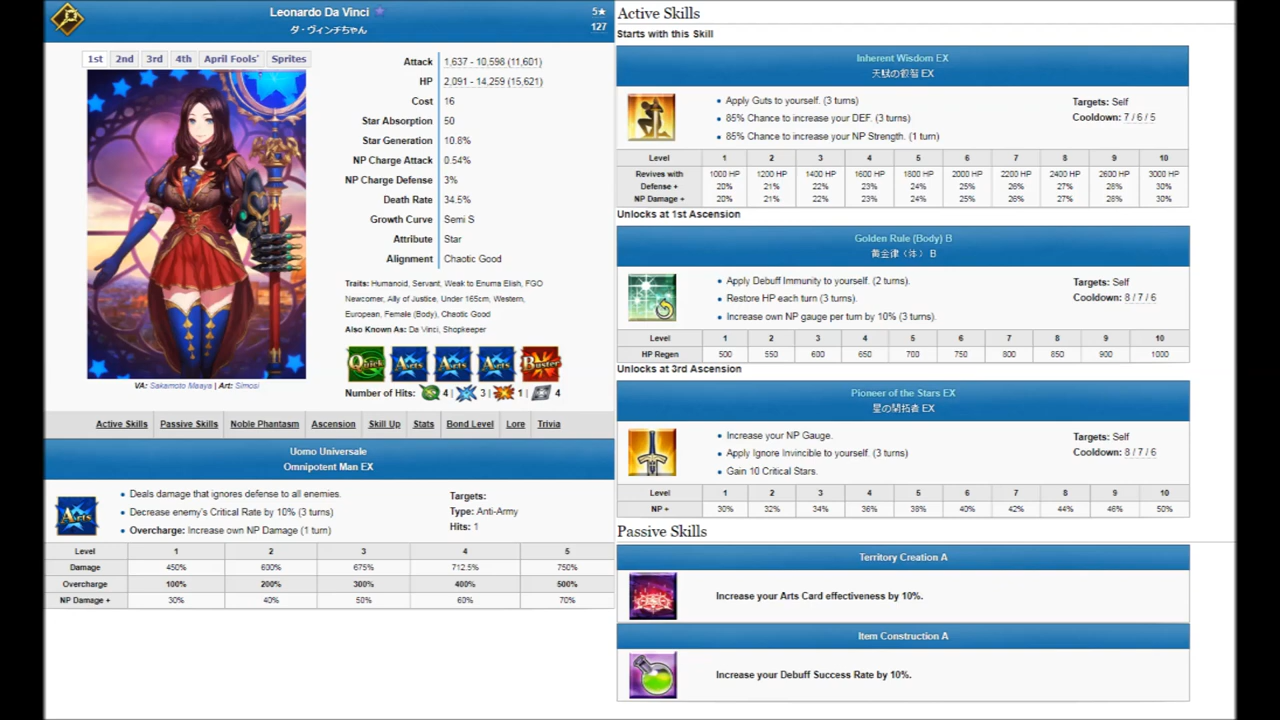 Leonardo Da Vinci
ダ・ヴィンチちゃん
5★
127
1st 2nd 3rd 4th April Fools' Sprites
Attack 1,637 - 10,598 (11,601)
HP 2,091 - 14,259 (15,621)
Cost 16
Star Absorption 50
Star Generation 10.8%
NP Charge Attack 0.54%
NP Charge Defense 3%
Death Rate 34.5%
Growth Curve Semi S
Attribute Star
Alignment Chaotic Good
Traits: Humanoid, Servant, Weak to Enuma Elish, FGO
Newcomer, Ally of Justice, Under 165cm, Western,
European, Female (Body), Chaotic Good
Also Known As: Da Vinci, Shopkeeper
Quick Arts Arts Arts Buster
VA: Sakamoto Maaya | Art: Simosi
Number of Hits: 4 | 3 | 1 | 4
Active Skills Passive Skills Noble Phantasm Ascension Skill Up Stats Bond Level Lore Trivia
Uomo Universale
Omnipotent Man EX
Arts
Deals damage that ignores defense to all enemies.
Decrease enemy's Critical Rate by 10% (3 turns)
Overcharge: Increase own NP Damage (1 turn)
Targets:
Type: Anti-Army
Hits: 1
Level 1 2 3 4 5
Damage 450% 600% 675% 712.5% 750%
Overcharge 100% 200% 300% 400% 500%
NP Damage + 30% 40% 50% 60% 70%
Active Skills
Starts with this Skill
Inherent Wisdom EX
天賦の叡智 EX
Apply Guts to yourself. (3 turns)
85% Chance to increase your DEF. (3 turns)
85% Chance to increase your NP Strength. (1 turn)
Targets: Self
Cooldown: 7 / 6 / 5
Level 1 2 3 4 5 6 7 8 9 10
Revives with 1000 HP 1200 HP 1400 HP 1600 HP 1800 HP 2000 HP 2200 HP 2400 HP 2600 HP 3000 HP
Defense + 20% 21% 22% 23% 24% 25% 26% 27% 28% 30%
NP Damage + 20% 21% 22% 23% 24% 25% 26% 27% 28% 30%
Unlocks at 1st Ascension
Golden Rule (Body) B
黄金律（体） B
Apply Debuff Immunity to yourself. (2 turns).
Restore HP each turn (3 turns).
Increase own NP gauge per turn by 10% (3 turns).
Targets: Self
Cooldown: 8 / 7 / 6
Level 1 2 3 4 5 6 7 8 9 10
HP Regen 500 550 600 650 700 750 800 850 900 1000
Unlocks at 3rd Ascension
Pioneer of the Stars EX
星の開拓者 EX
Increase your NP Gauge.
Apply Ignore Invincible to yourself. (3 turns)
Gain 10 Critical Stars.
Targets: Self
Cooldown: 8 / 7 / 6
Level 1 2 3 4 5 6 7 8 9 10
NP + 30% 32% 34% 36% 38% 40% 42% 44% 46% 50%
Passive Skills
Territory Creation A
Increase your Arts Card effectiveness by 10%.
Item Construction A
Increase your Debuff Success Rate by 10%.